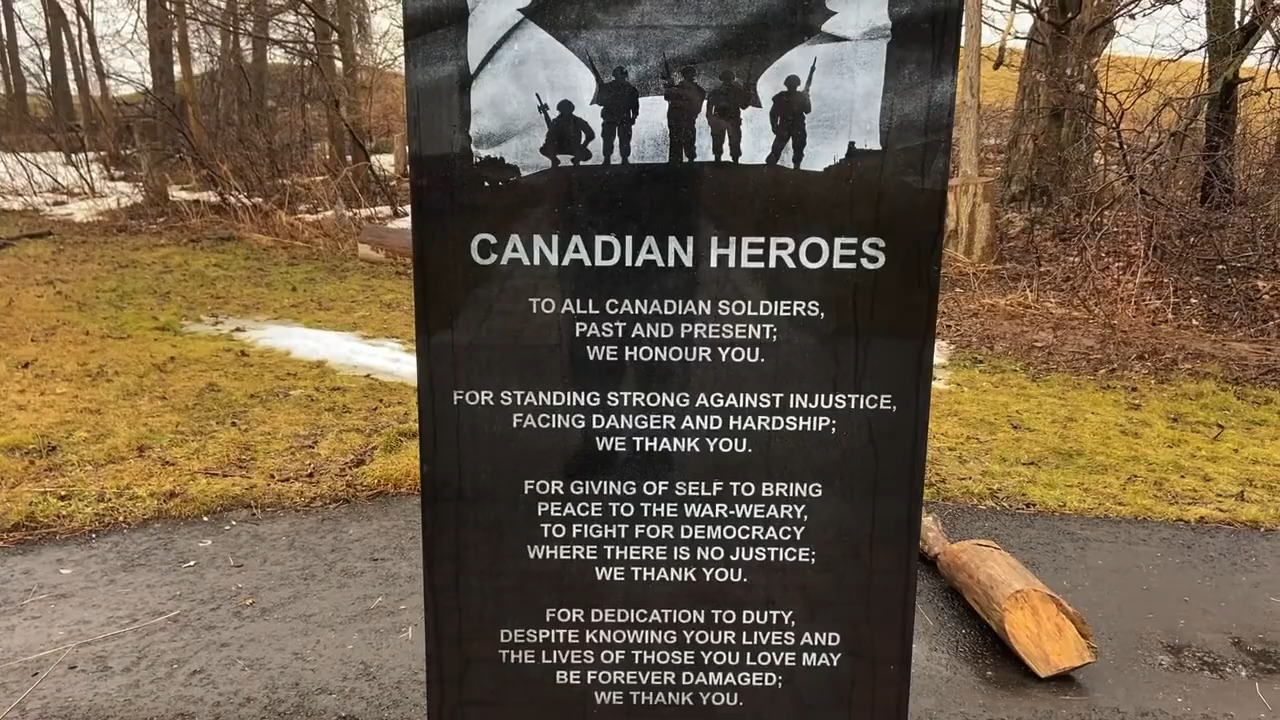 CANADIAN HEROES
TO ALL CANADIAN SOLDIERS,
PAST AND PRESENT;
WE HONOUR YOU.
FOR STANDING STRONG AGAINST INJUSTICE,
FACING DANGER AND HARDSHIP;
WE THANK YOU.
FOR GIVING OF SELF TO BRING
PEACE TO THE WAR-WEARY,
TO FIGHT FOR DEMOCRACY
WHERE THERE IS NO JUSTICE;
WE THANK YOU.
FOR DEDICATION TO DUTY,
DESPITE KNOWING YOUR LIVES AND
THE LIVES OF THOSE YOU LOVE MAY
BE FOREVER DAMAGED;
WE THANK YOU.